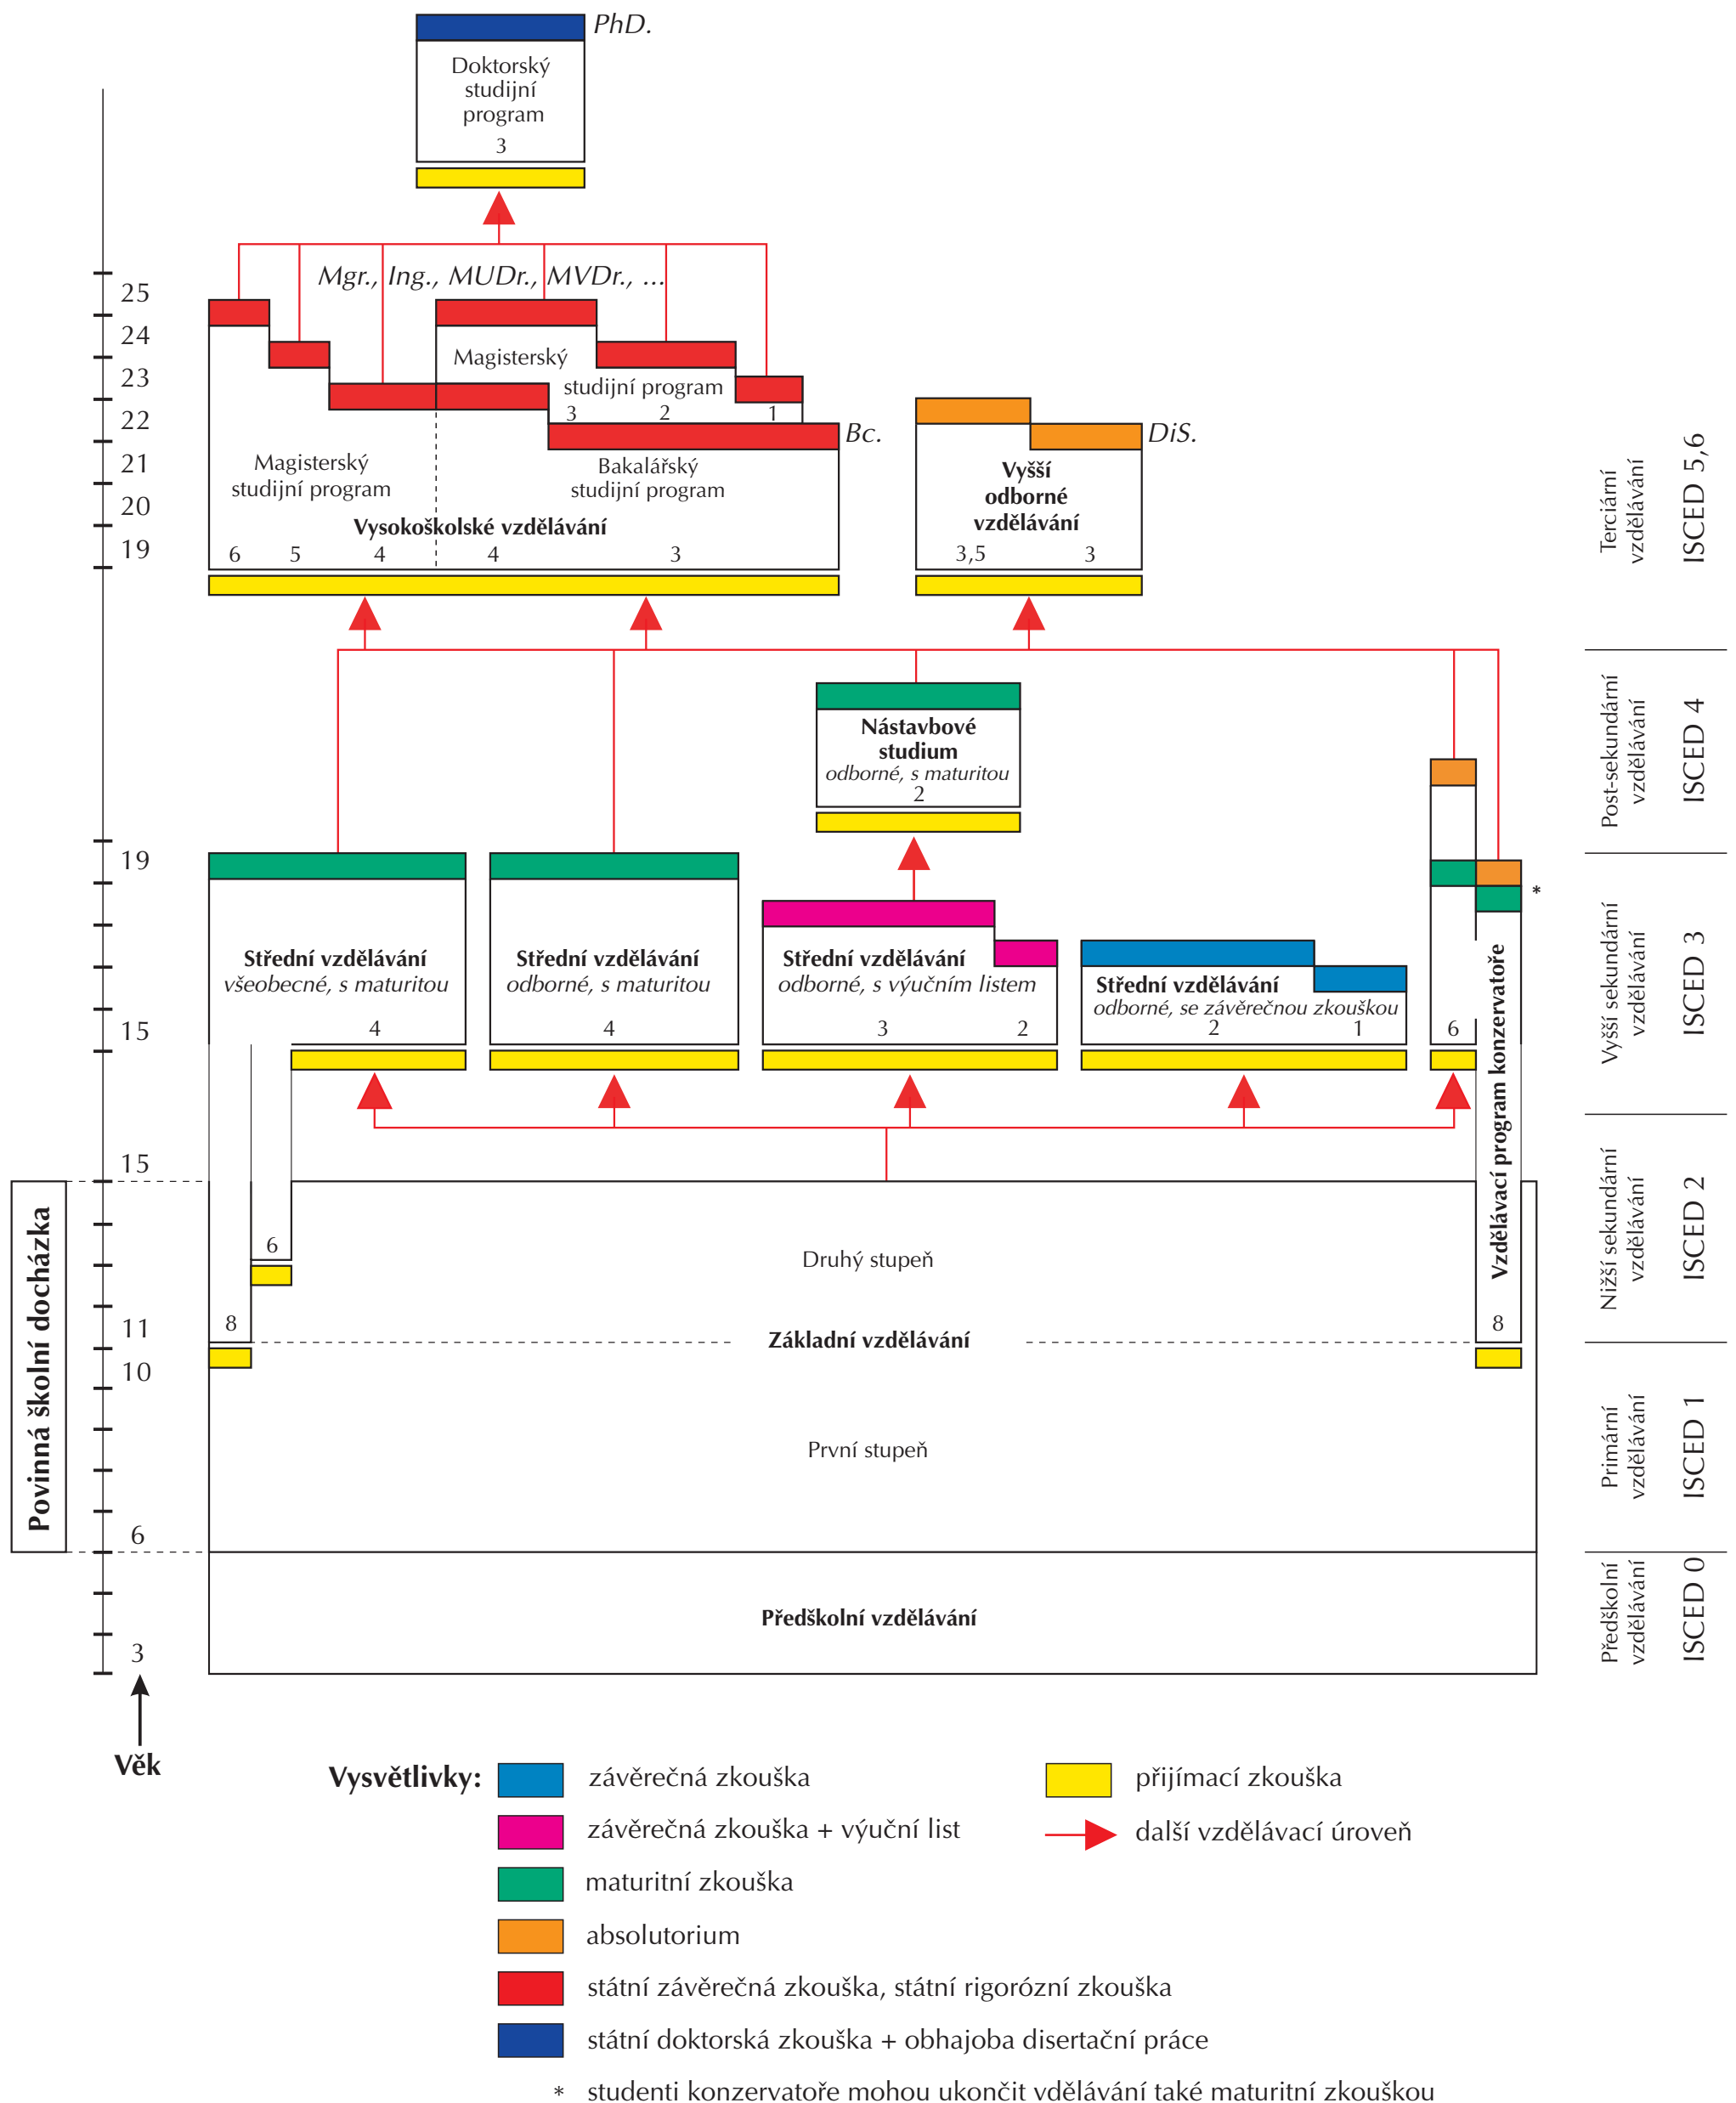 PhD.
Doktorský
studijní
program
3
Mgr., Ing., MUDr., MVDr., ...
25
24
23
22
21
20
19
Magisterský
studijní program
3
2
1
Bc.
Magisterský
studijní program
Bakalářský
studijní program
Vysokoškolské vzdělávání
6
5
4
4
3
DiS.
Vyšší
odborné
vzdělávání
3,5
3
Terciární
vzdělávání
ISCED 5,6
Nástavbové
studium
odborné, s maturitou
2
Post-sekundární
vzdělávání
ISCED 4
19
15
Střední vzdělávání
všeobecné, s maturitou
4
Střední vzdělávání
odborné, s maturitou
4
Střední vzdělávání
odborné, s výučním listem
3
2
Střední vzdělávání
odborné, se závěrečnou zkouškou
2
1
6
*
Vzdělávací program konzervatoře
8
Vyšší sekundární
vzdělávání
ISCED 3
Povinná školní docházka
15
11
10
6
3
6
8
Druhý stupeň
Základní vzdělávání
První stupeň
Předškolní vzdělávání
Nižší sekundární
vzdělávání
ISCED 2
Primární
vzdělávání
ISCED 1
Předškolní
vzdělávání
ISCED 0
Věk
Vysvětlivky:
závěrečná zkouška
závěrečná zkouška + výuční list
maturitní zkouška
absolutorium
státní závěrečná zkouška, státní rigorózní zkouška
státní doktorská zkouška + obhajoba disertační práce
* studenti konzervatoře mohou ukončit vdělávání také maturitní zkouškou
přijímací zkouška
další vzdělávací úroveň